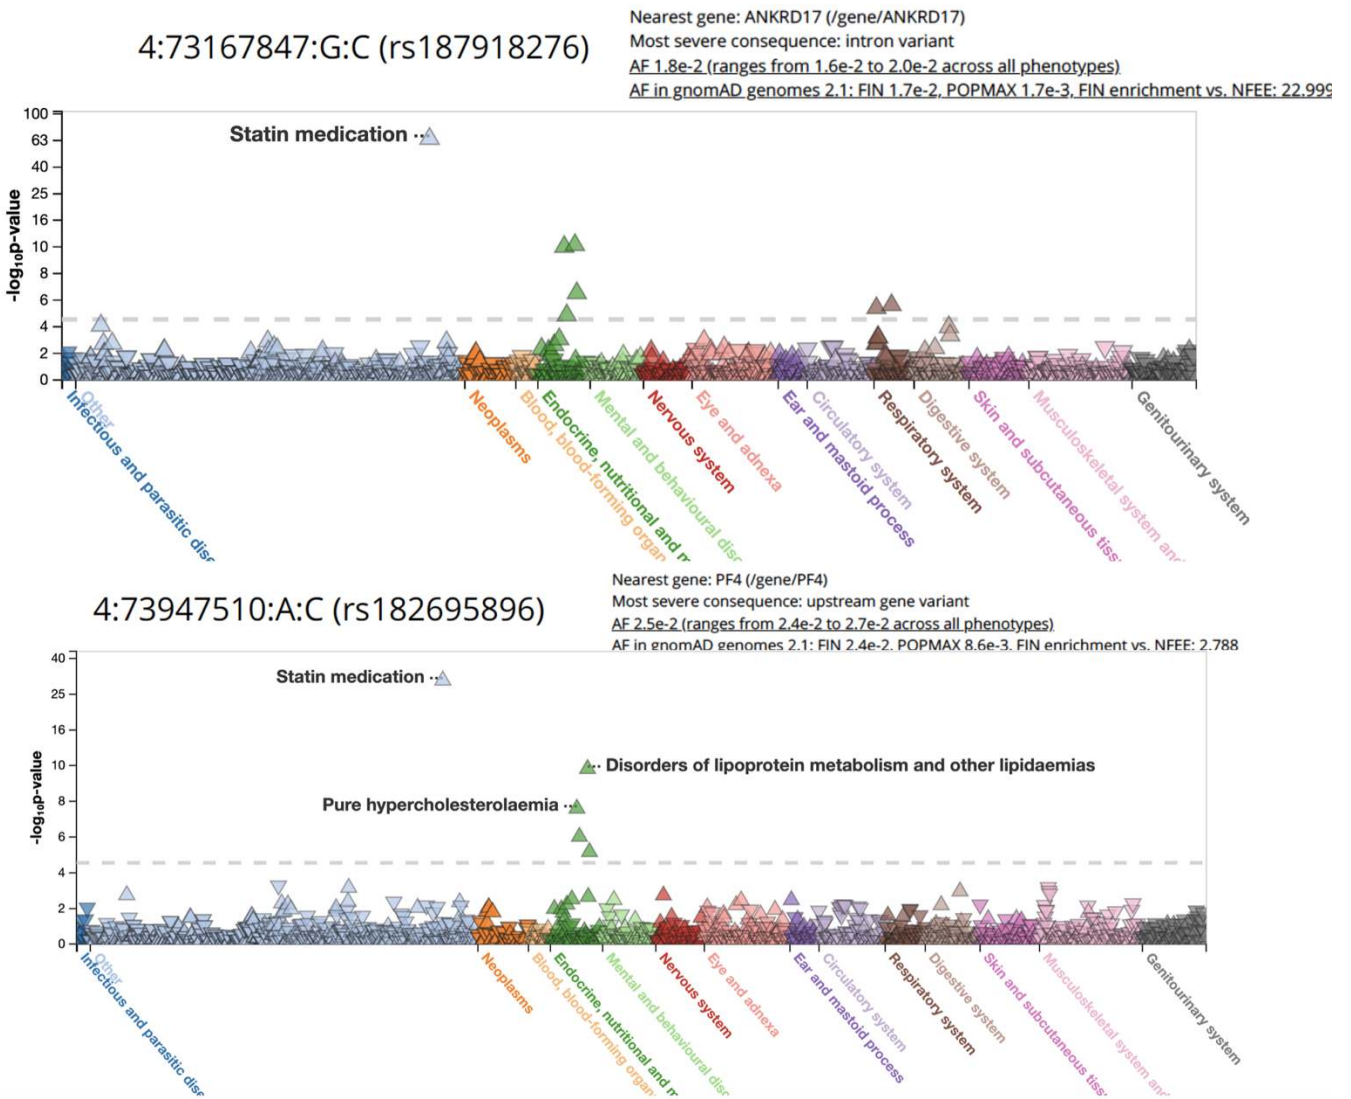 4:73167847:G:C (rs187918276)
Nearest gene: ANKRD17 (/gene/ANKRD17)
Most severe consequence: intron variant
AF 1.8e-2 (ranges from 1.6e-2 to 2.0e-2 across all phenotypes)
AF in gnomAD genomes 2.1: FIN 1.7e-2, POPMAX 1.7e-3, FIN enrichment vs. NFEE: 22.999
-log10p-value
100
63
40
25
16
10
8
6
4
2
0
Statin medication
Infectious and parasitic disc
Other
Neoplasms
Blood, blood-forming organ
Endocrine, nutritional and m
Mental and behavioural disc
Nervous system
Eye and adnexa
Ear and mastoid process
Circulatory system
Respiratory system
Digestive system
Skin and subcutaneous tiss
Musculoskeletal system and
Genitourinary system
4:73947510:A:C (rs182695896)
Nearest gene: PF4 (/gene/PF4)
Most severe consequence: upstream gene variant
AF 2.5e-2 (ranges from 2.4e-2 to 2.7e-2 across all phenotypes)
AF in gnomAD genomes 2.1: FIN 2.4e-2, POPMAX 8.6e-3, FIN enrichment vs. NFEE: 2.788
-log10p-value
40
25
16
10
8
6
4
2
0
Statin medication
Disorders of lipoprotein metabolism and other lipidaemias
Pure hypercholesterolaemia
Infectious and parasitic dise
Other
Neoplasms
Blood, blood-forming organ
Endocrine, nutritional and m
Mental and behavioural disc
Nervous system
Eye and adnexa
Ear and mastoid process
Circulatory system
Respiratory system
Digestive system
Skin and subcutaneous tiss
Musculoskeletal system and
Genitourinary system